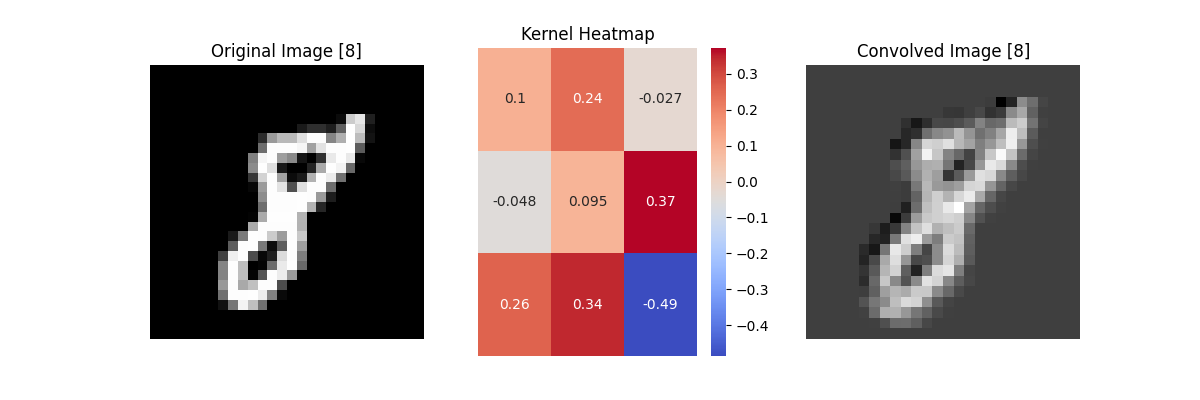 Original Image [8]
Kernel Heatmap
Convolved Image [8]
0.1 0.24 -0.027
-0.048 0.095 0.37
0.26 0.34 -0.49
0.3
0.2
0.1
0.0
−0.1
−0.2
−0.3
−0.4